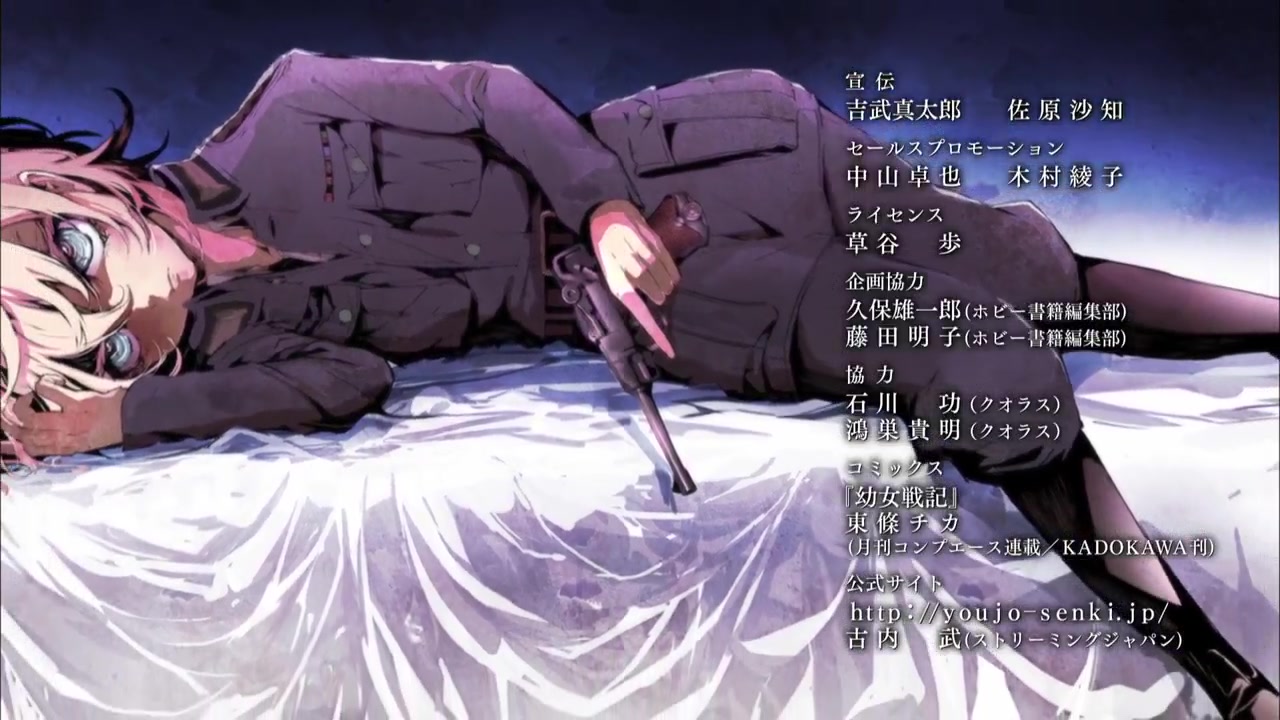 宣伝
吉武真太郎 佐原沙知
セールスプロモーション
中山卓也 木村綾子
ライセンス
草谷 歩
企画協力
久保雄一郎(ホビー書籍編集部)
藤田明子(ホビー書籍編集部)
協力
石川 功(クオラス)
鴻巣貴明(クオラス)
コミックス
『幼女戦記』
東條チカ
(月刊コンプエース連載/KADOKAWA刊)
公式サイト
http://youjo-senki.jp/
古内 武(ストリーミングジャパン)